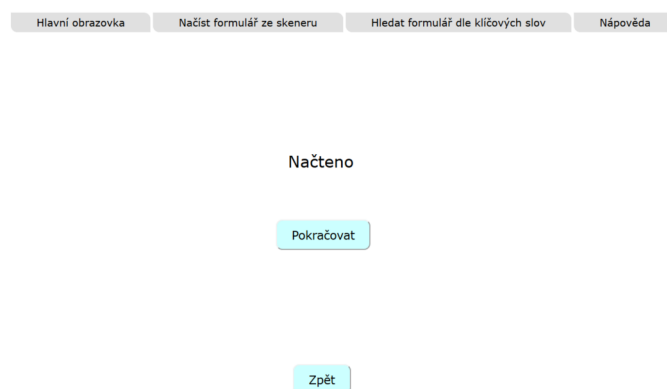 Hlavní obrazovka Načíst formulář ze skeneru Hledat formulář dle klíčových slov Nápověda
Načteno
Pokračovat
Zpět